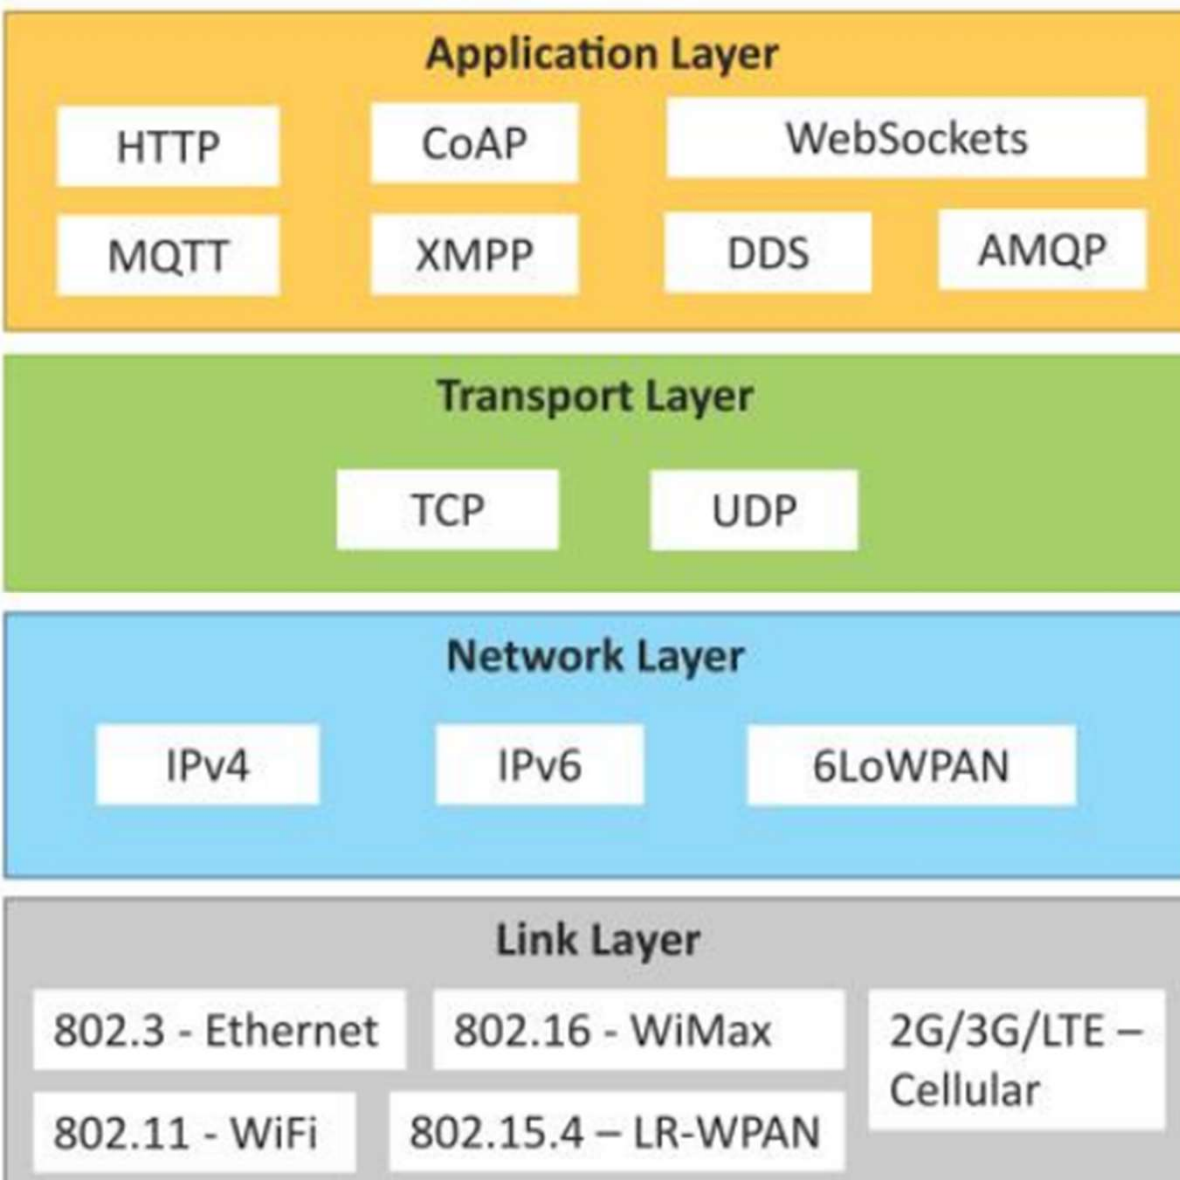 Application Layer
HTTP
CoAP
WebSockets
MQTT
XMPP
DDS
AMQP
Transport Layer
TCP
UDP
Network Layer
IPv4
IPv6
6LoWPAN
Link Layer
802.3 - Ethernet
802.16 - WiMax
2G/3G/LTE –
Cellular
802.11 - WiFi
802.15.4 – LR-WPAN